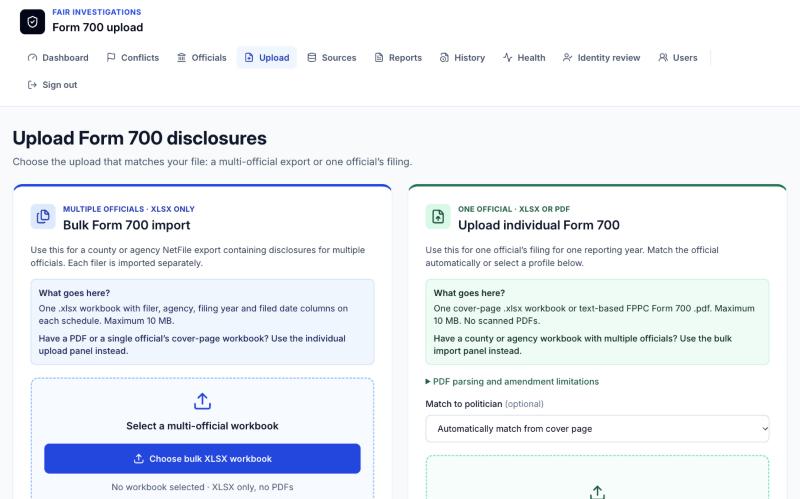 FAIR INVESTIGATIONS
Form 700 upload
Dashboard Conflicts Officials Upload Sources Reports History Health Identity review Users
Sign out
Upload Form 700 disclosures
Choose the upload that matches your file: a multi-official export or one official's filing.
MULTIPLE OFFICIALS · XLSX ONLY
Bulk Form 700 import
Use this for a county or agency NetFile export containing disclosures for multiple
officials. Each filer is imported separately.
What goes here?
One .xlsx workbook with filer, agency, filing year and filed date columns on
each schedule. Maximum 10 MB.
Have a PDF or a single official's cover-page workbook? Use the individual
upload panel instead.
Select a multi-official workbook
Choose bulk XLSX workbook
No workbook selected · XLSX only, no PDFs
ONE OFFICIAL · XLSX OR PDF
Upload individual Form 700
Use this for one official's filing for one reporting year. Match the official
automatically or select a profile below.
What goes here?
One cover-page .xlsx workbook or text-based FPPC Form 700 .pdf. Maximum
10 MB. No scanned PDFs.
Have a county or agency workbook with multiple officials? Use the bulk
import panel instead.
PDF parsing and amendment limitations
Match to politician (optional)
Automatically match from cover page